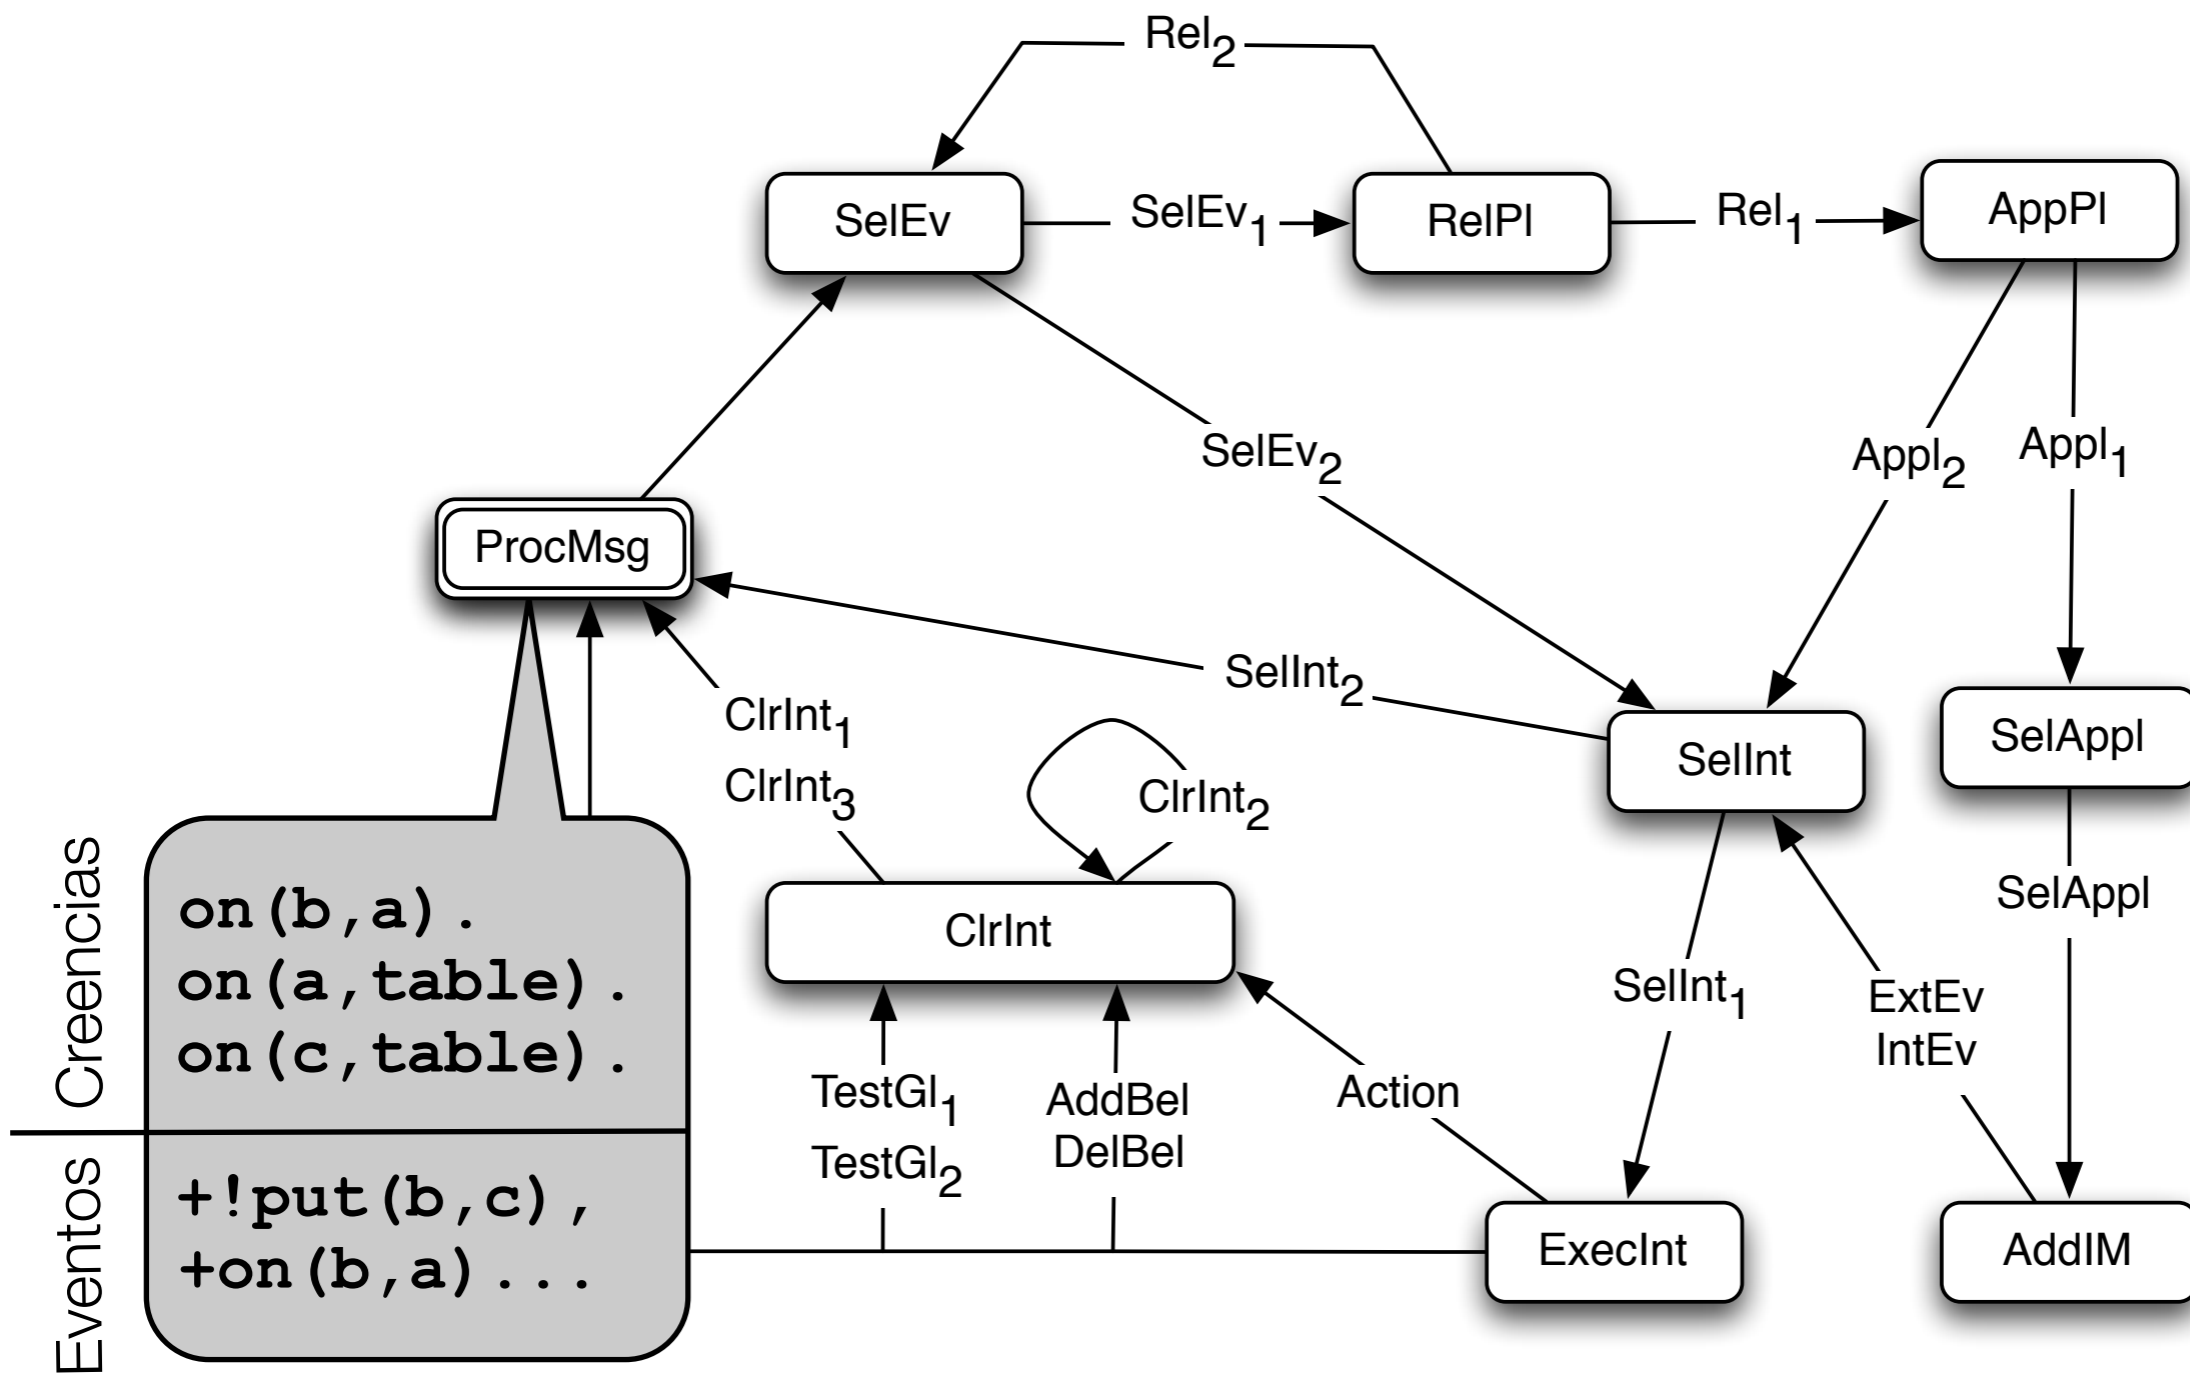 Rel2
SelEv
SelEv1
RelPl
Rel1
AppPl
SelEv2
Appl2
Appl1
ProcMsg
SelInt2
ClrInt1
ClrInt3
ClrInt2
SelInt
SelAppl
ClrInt
SelAppl
SelInt1
ExtEv
IntEv
Creencias
on(b,a).
on(a,table).
on(c,table).
TestGl1
TestGl2
AddBel
DelBel
Action
Eventos
+!put(b,c),
+on(b,a)...
ExecInt
AddIM